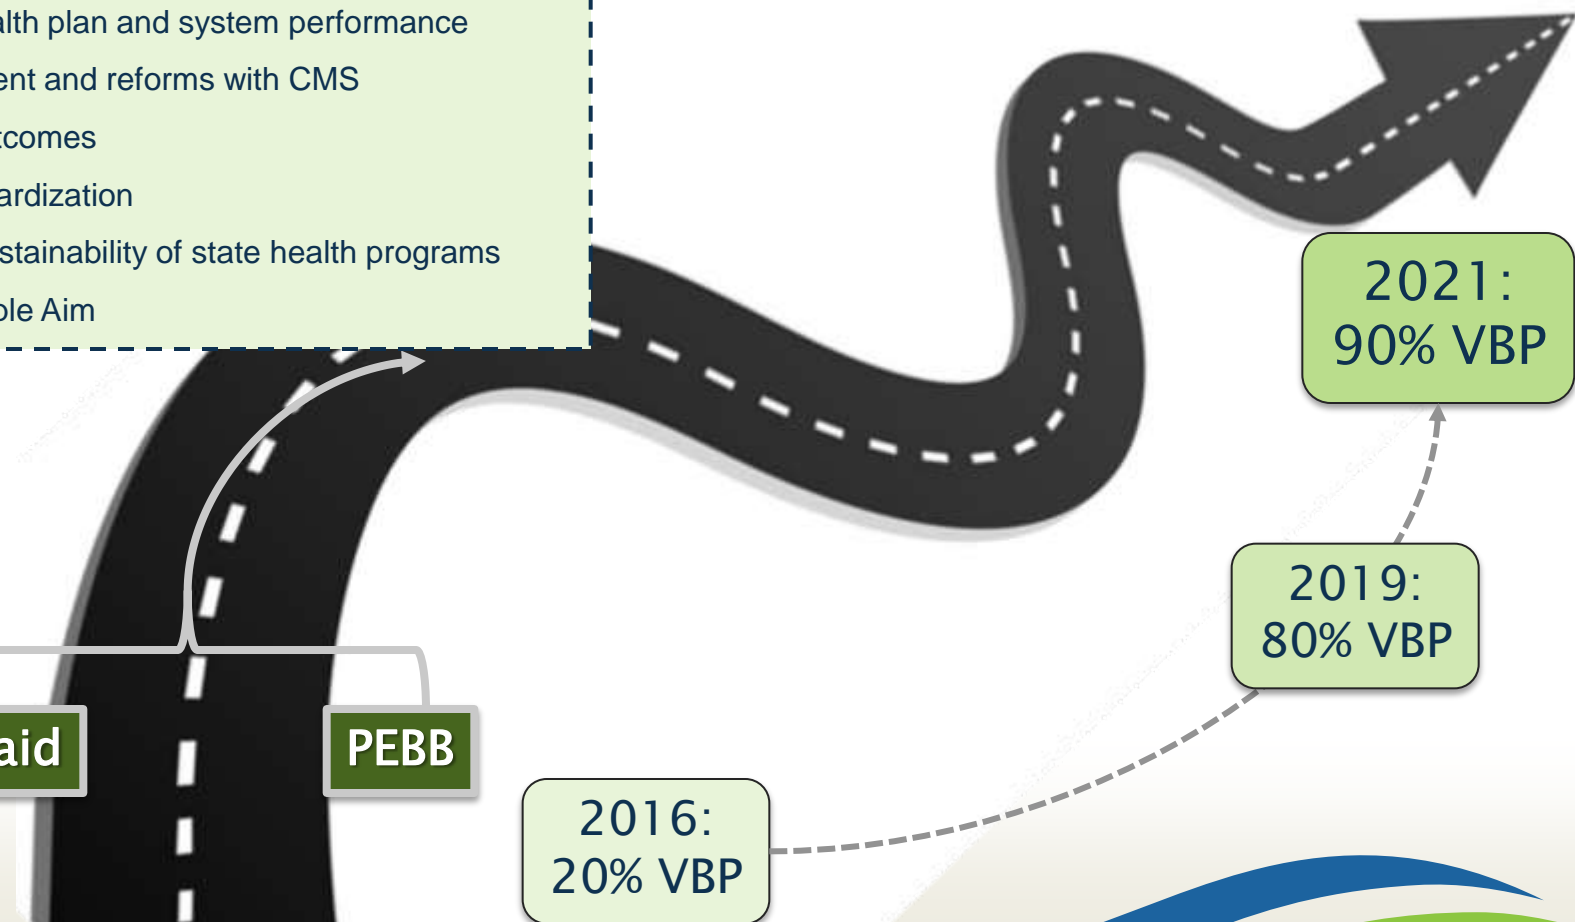 alth plan and system performance
ent and reforms with CMS
tcomes
ardization
stainability of state health programs
ole Aim
2021:
90% VBP
2019:
80% VBP
aid
PEBB
2016:
20% VBP